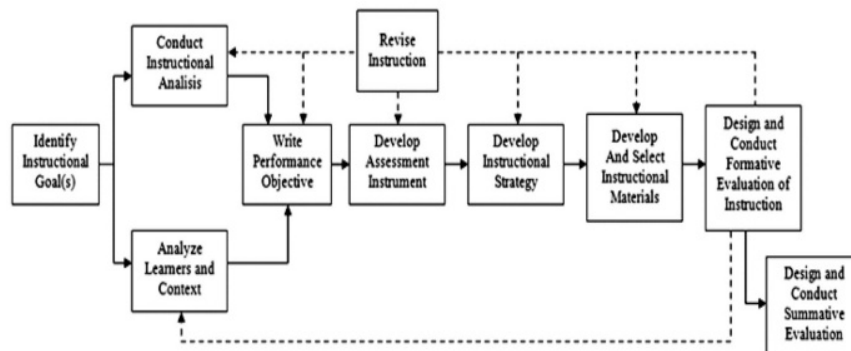 Conduct
Instructional
Analisis
Revise
Instruction
Identify
Instructional
Goal(s)
Write
Performance
Objective
Develop
Assessment
Instrument
Develop
Instructional
Strategy
Develop
And Select
Instructional
Materials
Design and
Conduct
Formative
Evaluation of
Instruction
Analyze
Learners and
Context
Design and
Conduct
Summative
Evaluation